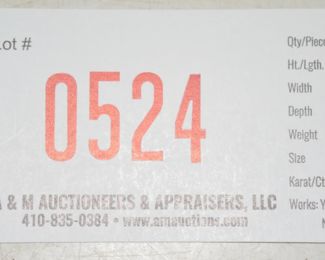 Lot #
0524
A & M AUCTIONEERS & APPRAISERS, LLC
410-835-0384 • www.amauctions.com
Qty/Piece
Ht./Lgth.
Width
Depth
Weight
Size
Karat/Ct
Works: Y
N